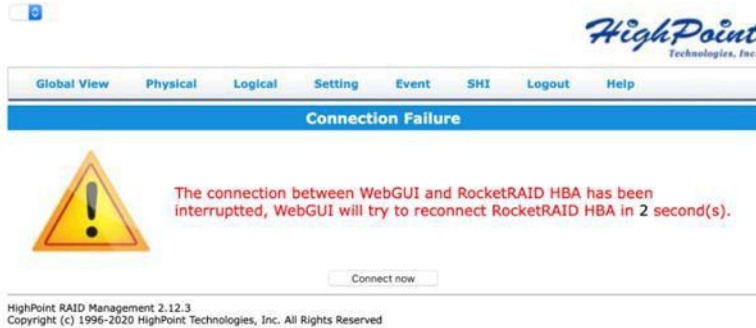 HighPoint
Technologies, Inc.
Global View Physical Logical Setting Event SHI Logout Help
Connection Failure
The connection between WebGUI and RocketRAID HBA has been
interruptted, WebGUI will try to reconnect RocketRAID HBA in 2 second(s).
Connect now
HighPoint RAID Management 2.12.3
Copyright (c) 1996-2020 HighPoint Technologies, Inc. All Rights Reserved